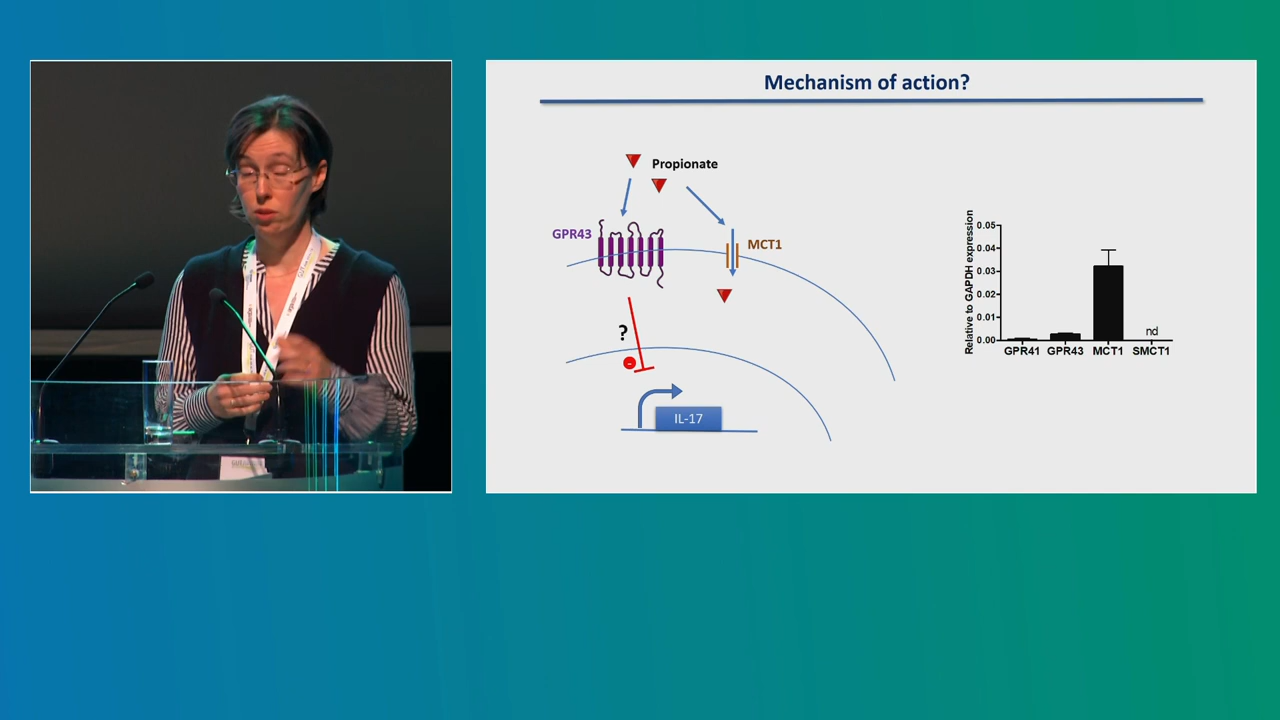 Mechanism of action?
Propionate
GPR43
MCT1
?
-
IL-17
Relative to GAPDH expression
0.05
0.04
0.03
0.02
0.01
0.00
nd
GPR41 GPR43 MCT1 SMCT1